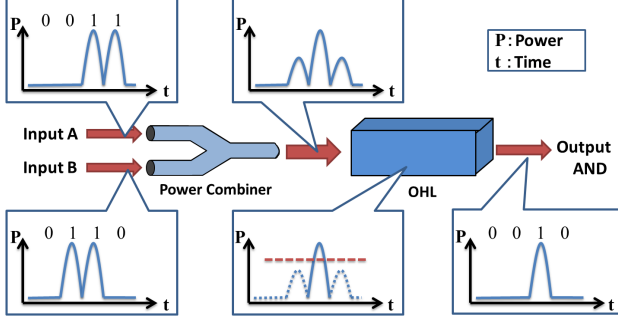 P
0 0 1 1
t
P
t
P: Power
t : Time
Input A
Input B
Power Combiner
OHL
Output
AND
P
0 1 1 0
t
P
t
P
0 0 1 0
t